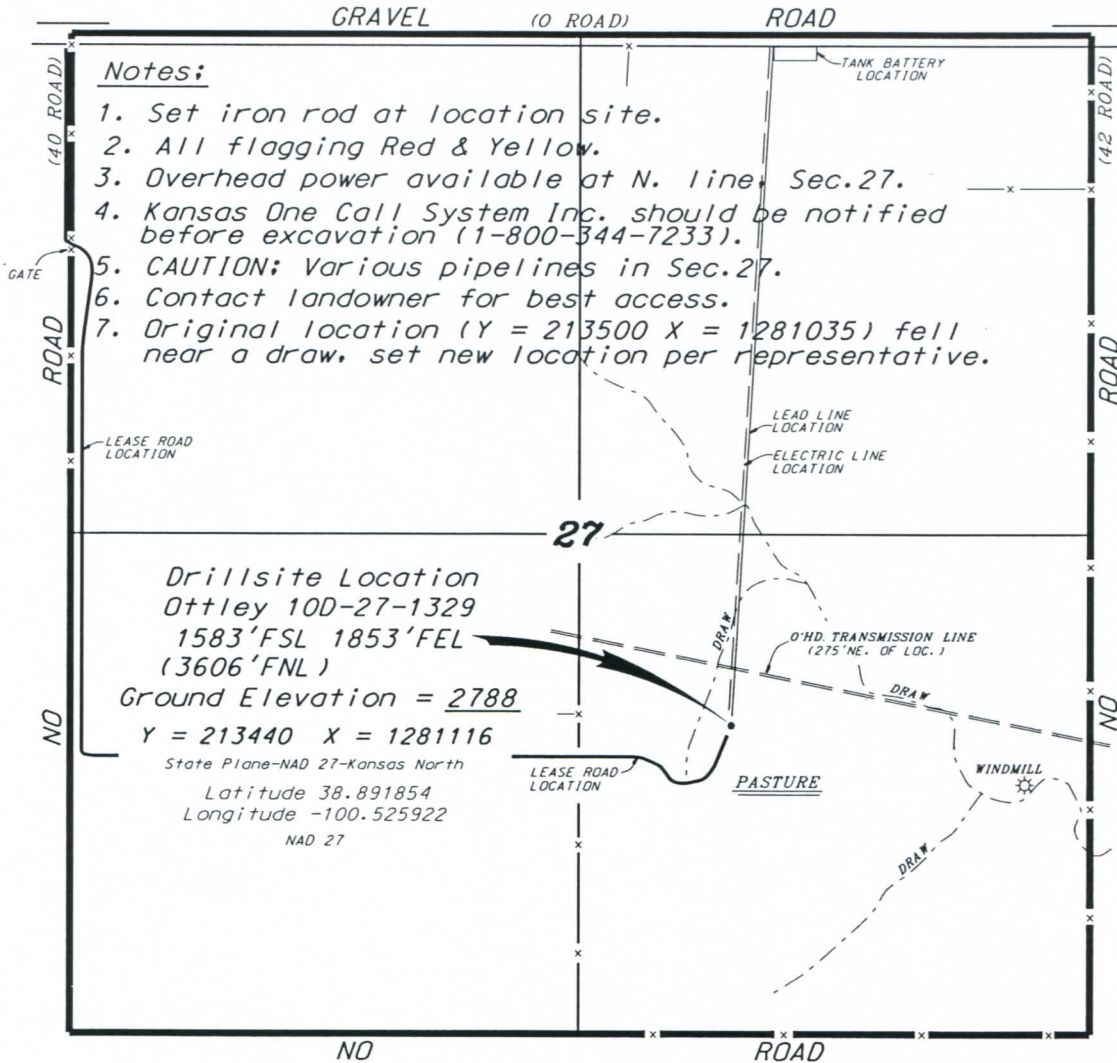 GRAVEL (O ROAD) ROAD
(40 ROAD)
(42 ROAD)
TANK BATTERY
LOCATION
Notes:
1. Set iron rod at location site.
2. All flagging Red & Yellow.
3. Overhead power available at N. line, Sec.27.
4. Kansas One Call System Inc. should be notified
before excavation (1-800-344-7233).
5. CAUTION: Various pipelines in Sec.27.
6. Contact landowner for best access.
7. Original location (Y = 213500 X = 1281035) fell
near a draw, set new location per representative.
GATE
ROAD
ROAD
LEASE ROAD
LOCATION
LEAD LINE
LOCATION
ELECTRIC LINE
LOCATION
27
Drillsite Location
Ottley 10D-27-1329
1583'FSL 1853'FEL
(3606'FNL)
Ground Elevation = 2788
Y = 213440 X = 1281116
State Plane-NAD 27-Kansas North
Latitude 38.891854
Longitude -100.525922
NAD 27
DRAW
O'HD. TRANSMISSION LINE
(275'NE. OF LOC.)
DRAW
NO
NO
LEASE ROAD
LOCATION
PASTURE
WINDMILL
DRAW
NO ROAD